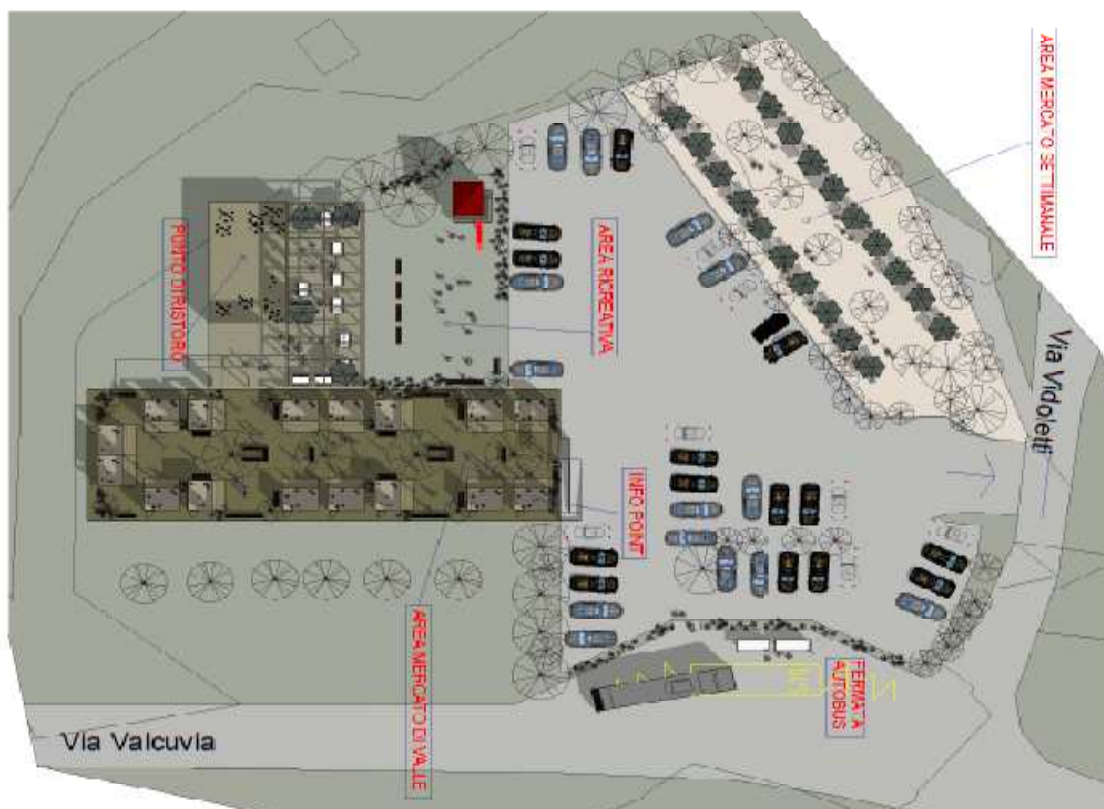 AREA MERCATO SETTIMANALE
PUNTO DI RISTORO
AREA RICREATIVA
Via Vidoletti
INFO POINT
AREA MERCATO DI VALLE
FERMATA
AUTOBUS
BUS
Via Valcuvia